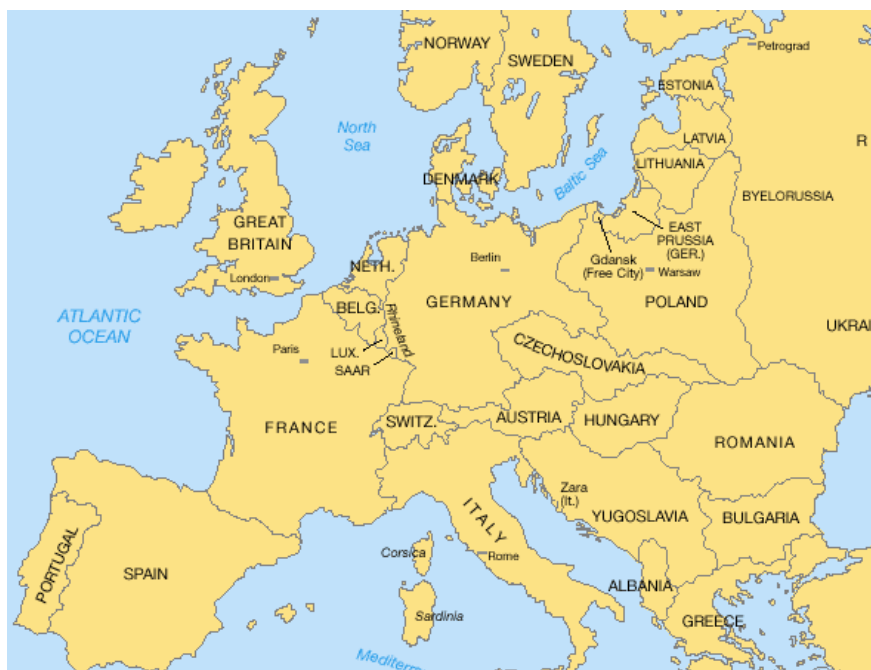 NORWAY
SWEDEN
Petrograd
ESTONIA
North
Sea
LATVIA
R
Baltic Sea
LITHUANIA
DENMARK
BYELORUSSIA
GREAT
BRITAIN
EAST
PRUSSIA
(GER.)
Gdansk
(Free City)
Berlin
NETH.
London
Warsaw
BELG.
GERMANY
POLAND
Rhineland
ATLANTIC
OCEAN
UKRAI
Paris
LUX.
SAAR
CZECHOSLOVAKIA
FRANCE
SWITZ.
AUSTRIA
HUNGARY
ROMANIA
Zara
(It.)
ITALY
YUGOSLAVIA
BULGARIA
Corsica
Rome
PORTUGAL
SPAIN
ALBANIA
Sardinia
GREECE
Mediterr